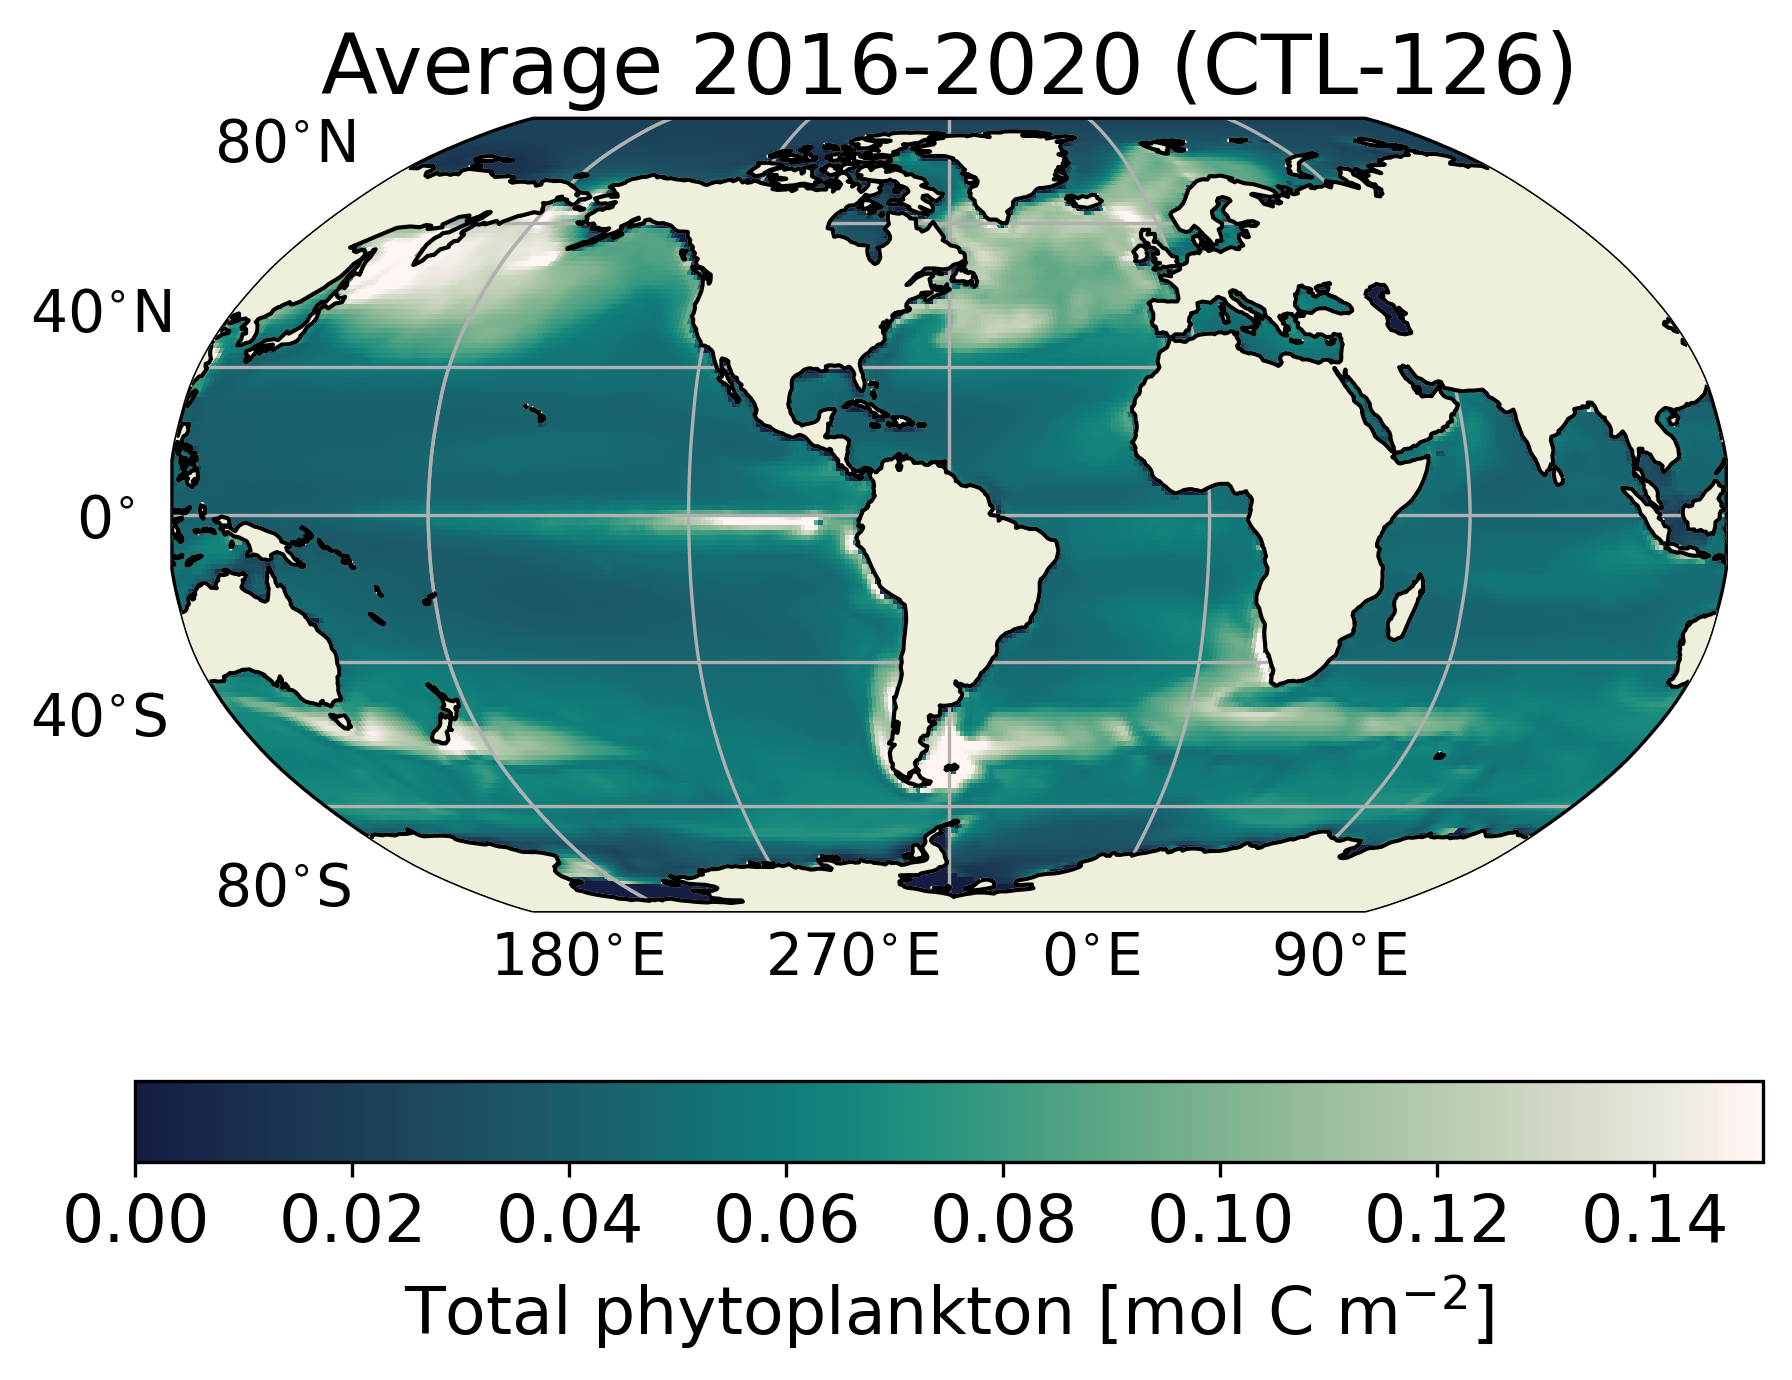 Average 2016-2020 (CTL-126)
80°N
40°N
0°
40°S
80°S
180°E 270°E 0°E 90°E
0.00 0.02 0.04 0.06 0.08 0.10 0.12 0.14
Total phytoplankton [mol C m⁻²]